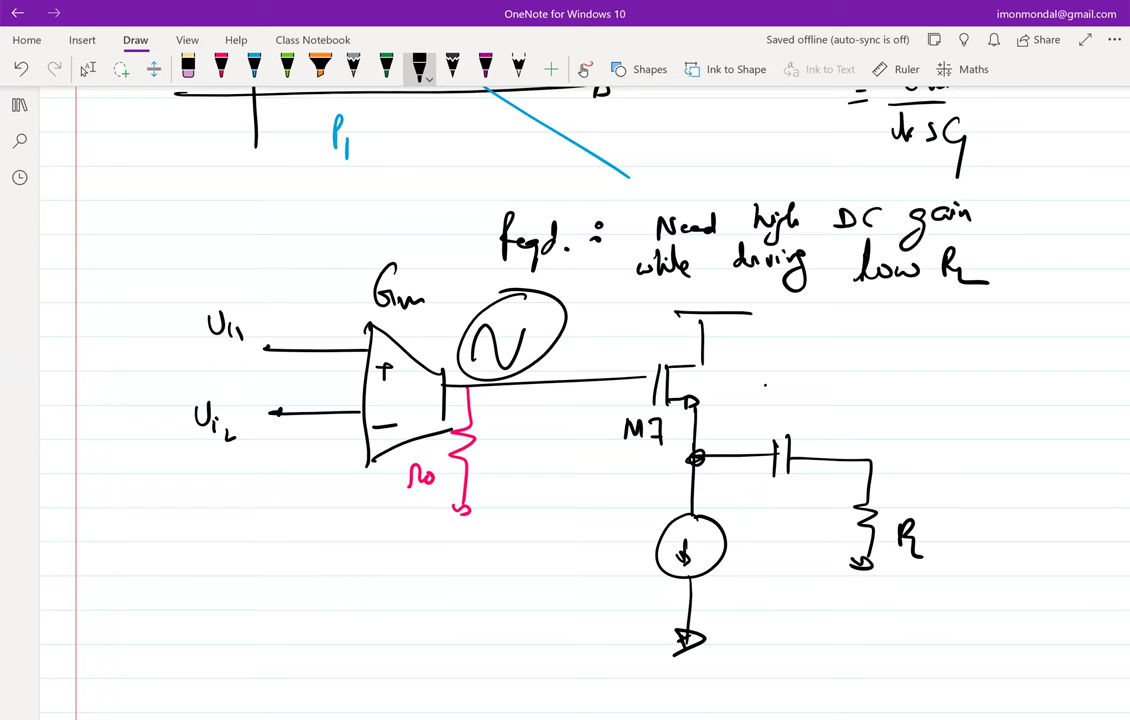 OneNote for Windows 10
imonmondal@gmail.com
Home Insert Draw View Help Class Notebook
Saved offline (auto-sync is off) Share
Shapes Ink to Shape Ink to Text Ruler Maths
P1
Reqd. : Need high DC gain
while driving low RL
Gm
Vi1
+
Vi2
-
ro
M7
RL